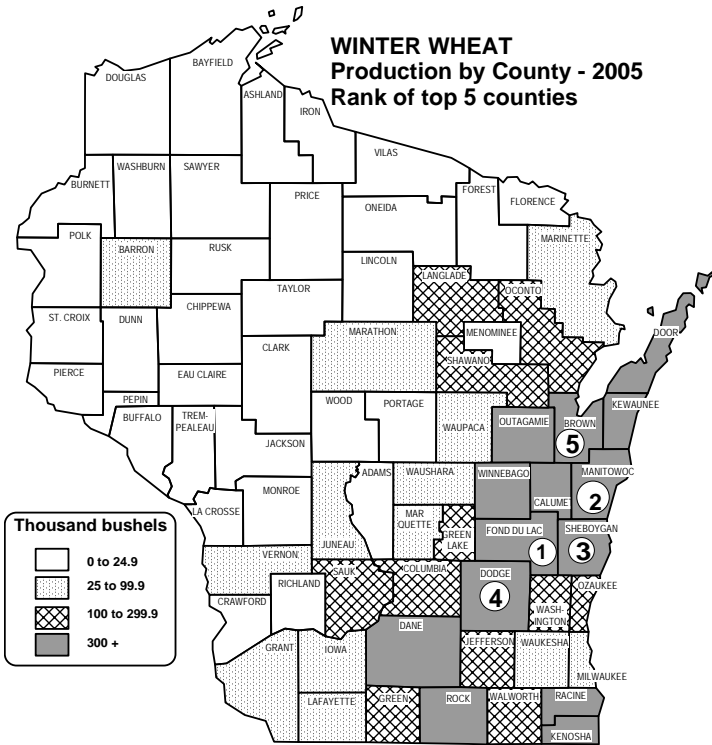 WINTER WHEAT
Production by County - 2005
Rank of top 5 counties
BAYFIELD
DOUGLAS
ASHLAND
IRON
VILAS
WASHBURN
SAWYER
BURNETT
PRICE
FOREST
FLORENCE
ONEIDA
POLK
BARRON
RUSK
MARINETTE
LINCOLN
LANGLADE
OCONTO
TAYLOR
CHIPPEWA
ST. CROIX
DUNN
MARATHON
MENOMINEE
DOOR
CLARK
SHAWANO
PIERCE
EAU CLAIRE
PEPIN
BUFFALO
TREM-
PEALEAU
WOOD
PORTAGE
WAUPACA
OUTAGAMIE
BROWN
KEWAUNEE
5
JACKSON
ADAMS
WAUSHARA
WINNEBAGO
MANITOWOC
CALUMET
2
LA CROSSE
MONROE
JUNEAU
MAR
QUETTE
GREEN
LAKE
FOND DU LAC
SHEBOYGAN
1
3
VERNON
SAUK
COLUMBIA
DODGE
4
OZAUKEE
WASH-
INGTON
RICHLAND
CRAWFORD
DANE
JEFFERSON
WAUKESHA
GRANT
IOWA
MILWAUKEE
LAFAYETTE
GREEN
ROCK
WALWORTH
RACINE
KENOSHA
Thousand bushels
0 to 24.9
25 to 99.9
100 to 299.9
300 +